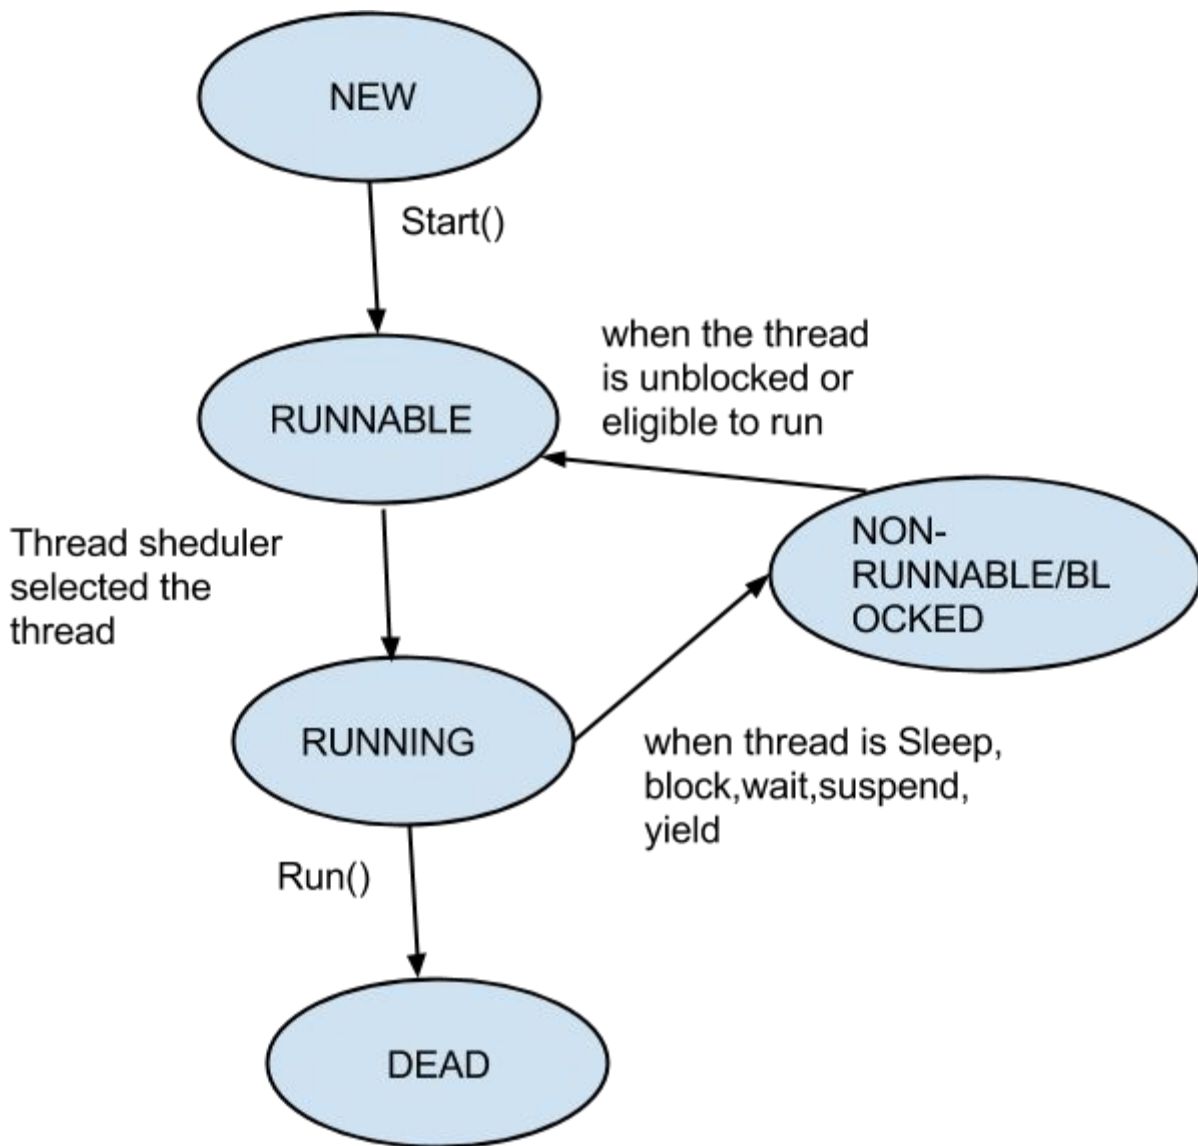 NEW
Start()
when the thread
is unblocked or
eligible to run
RUNNABLE
NON-
RUNNABLE/BL
OCKED
Thread sheduler
selected the
thread
RUNNING
when thread is Sleep,
block,wait,suspend,
yield
Run()
DEAD